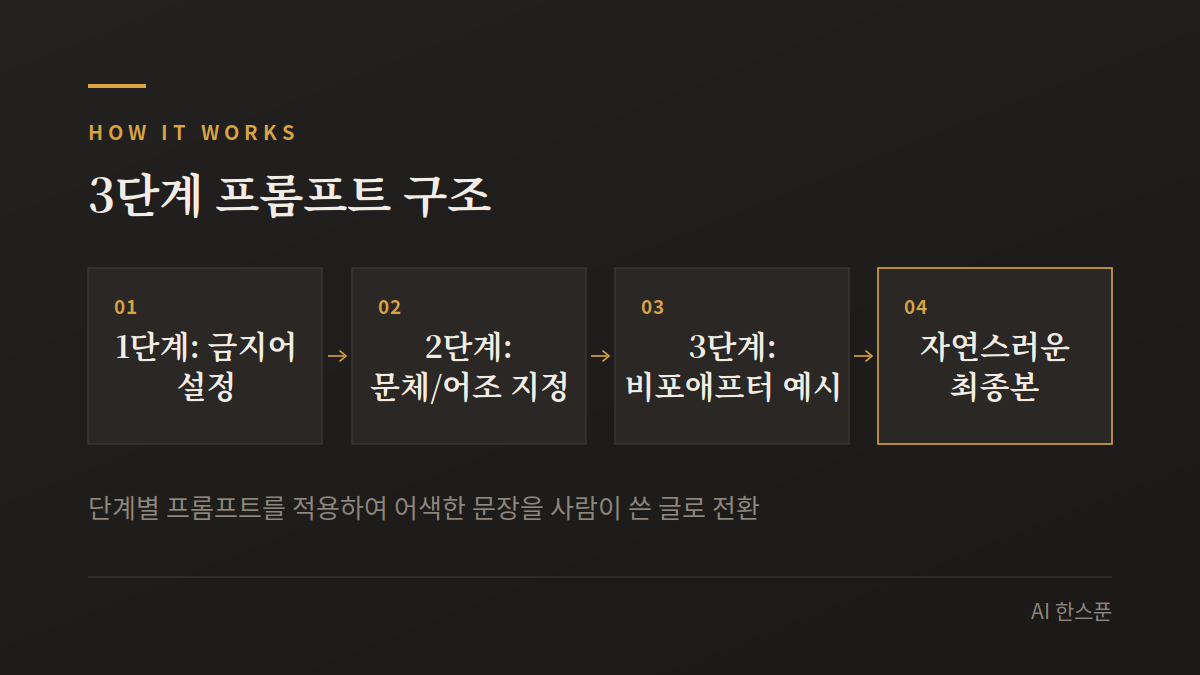 HOW IT WORKS
3단계 프롬프트 구조
01
1단계: 금지어
설정
→
02
2단계:
문체/어조 지정
→
03
3단계:
비포애프터 예시
→
04
자연스러운
최종본
단계별 프롬프트를 적용하여 어색한 문장을 사람이 쓴 글로 전환
AI 한스푼